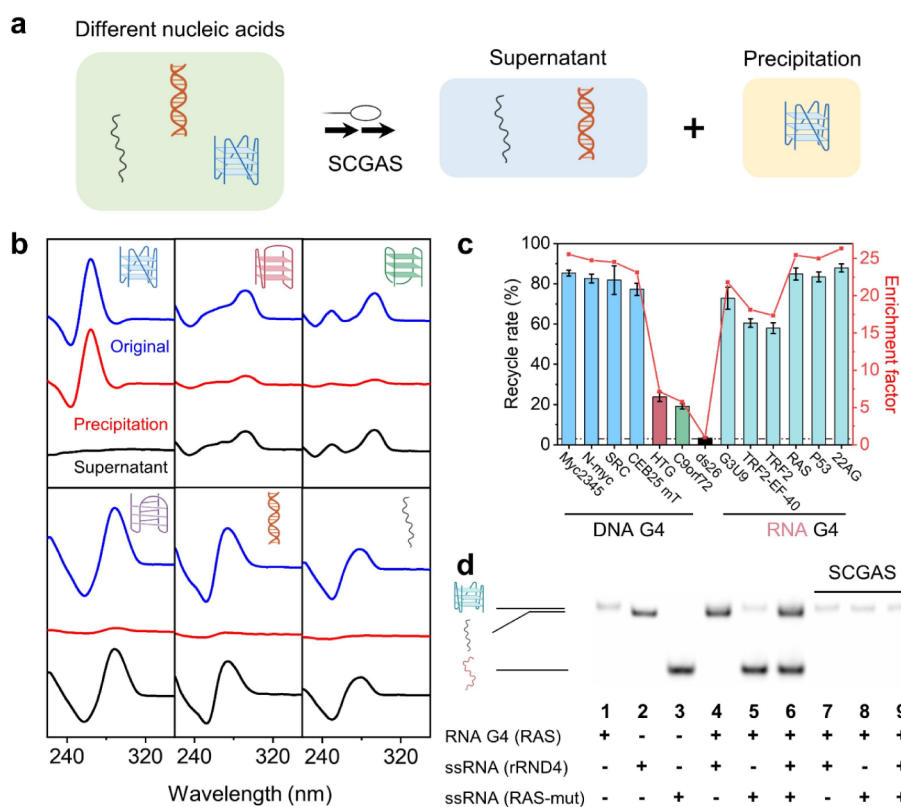 a
Different nucleic acids
SCGAS
Supernatant
+
Precipitation
b
Original
Precipitation
Supernatant
240 320 240 320 240 320
Wavelength (nm)
c
Recycle rate (%)
100
80
60
40
20
0
Enrichment factor
25
20
15
10
5
0
Myc2345
N-myc
SRC
CEB25 mT
HTG
C9orf72
ds26
G3U9
TRF2-EF-40
TRF2
RAS
P53
22AG
DNA G4
RNA G4
d
SCGAS
1 2 3 4 5 6 7 8 9
RNA G4 (RAS) + - - + + + + + +
ssRNA (rRND4) - + - + - + + - +
ssRNA (RAS-mut) - - + - + + - + +